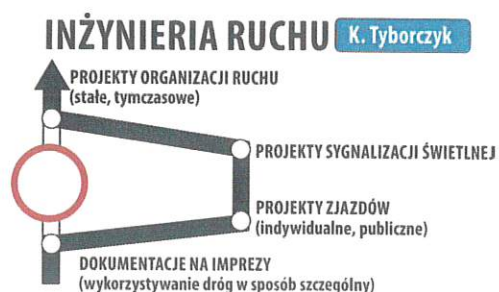 INŻYNIERIA RUCHU K. Tyborczyk
PROJEKTY ORGANIZACJI RUCHU
(stałe, tymczasowe)
PROJEKTY SYGNALIZACJI ŚWIETLNEJ
PROJEKTY ZJAZDÓW
(indywidualne, publiczne)
DOKUMENTACJE NA IMPREZY
(wykorzystywanie dróg w sposób szczególny)